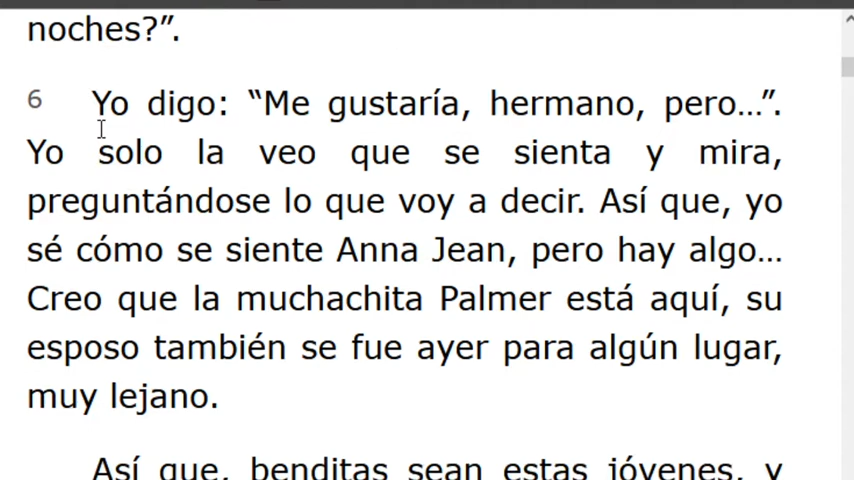 noches?”.
6 Yo digo: “Me gustaría, hermano, pero…”.
Yo solo la veo que se sienta y mira,
preguntándose lo que voy a decir. Así que, yo
sé cómo se siente Anna Jean, pero hay algo…
Creo que la muchachita Palmer está aquí, su
esposo también se fue ayer para algún lugar,
muy lejano.
Así que, benditas sean estas jóvenes, y